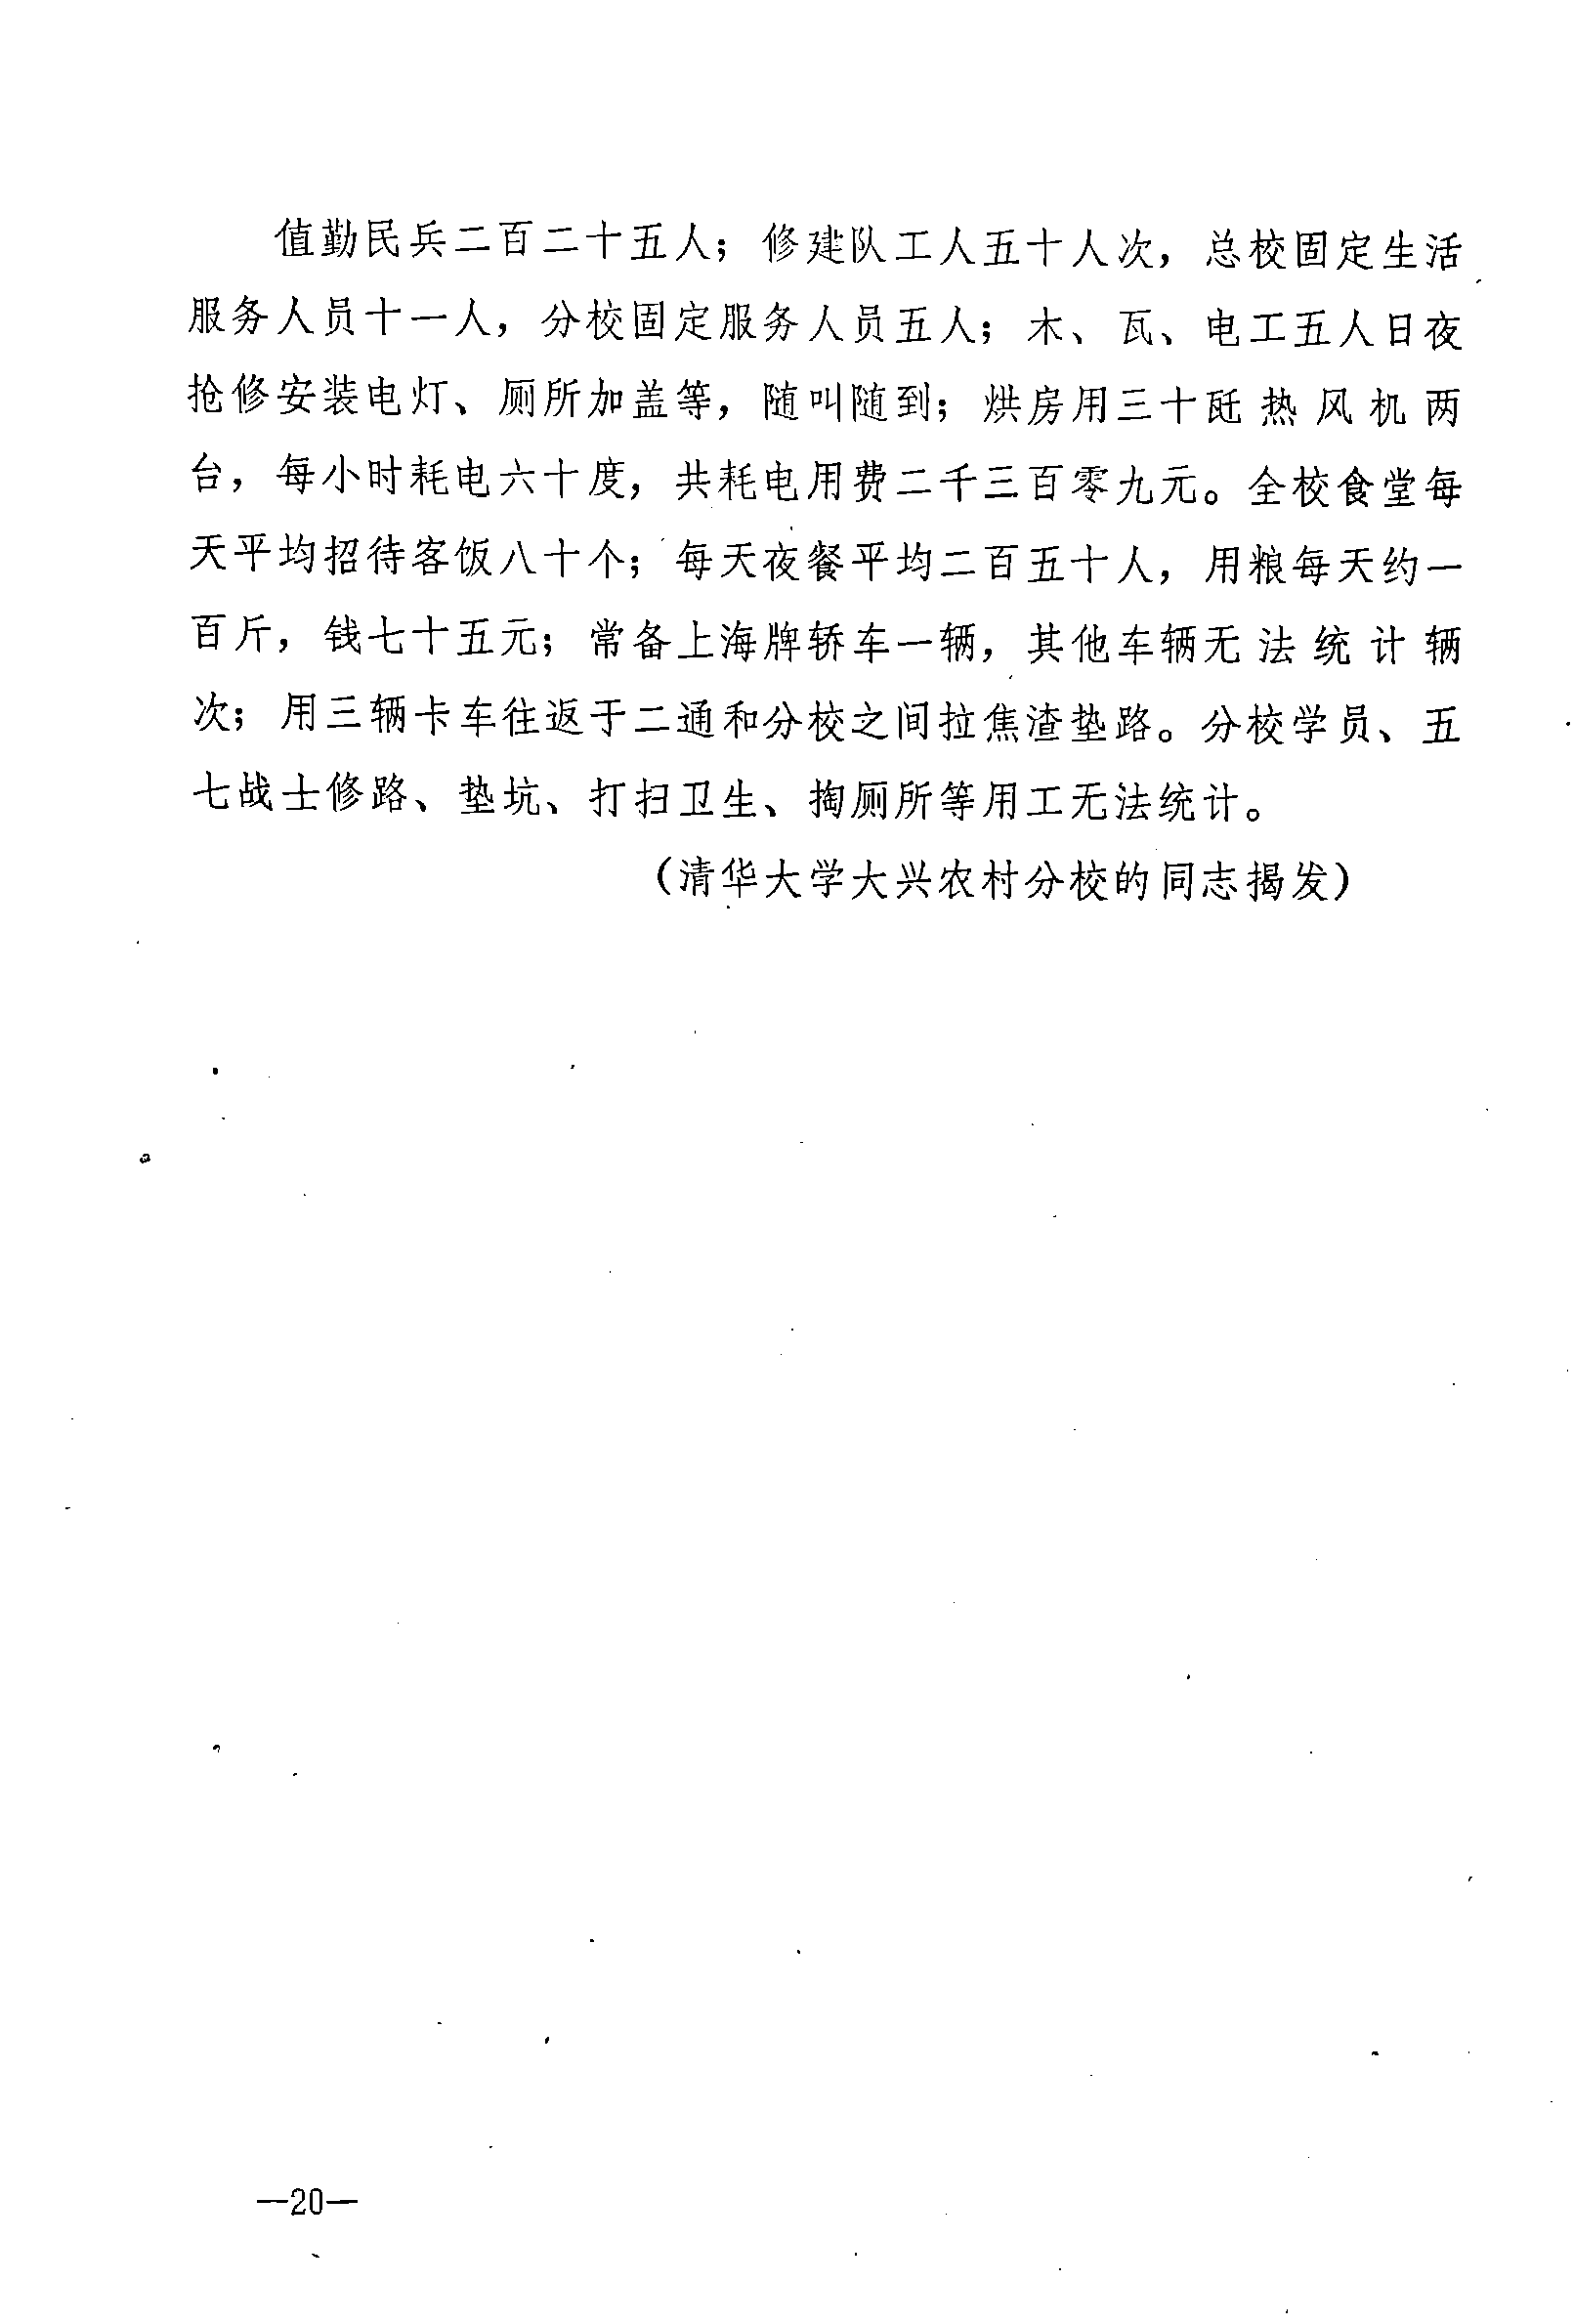 值勤民兵二百二十五人；修建队工人五十人次，总校固定生活
服务人员十一人，分校固定服务人员五人；木、瓦、电工五人日夜
抢修安装电灯、厕所加盖等，随叫随到；烘房用三十瓩热风机两
台，每小时耗电六十度，共耗电用费二千三百零九元。全校食堂每
天平均招待客饭八十个；每天夜餐平均二百五十人，用粮每天约一
百斤，钱七十五元；常备上海牌轿车一辆，其他车辆无法统计辆
次；用三辆卡车往返于二通和分校之间拉焦渣垫路。分校学员、五
七战士修路、垫坑、打扫卫生、掏厕所等用工无法统计。
（清华大学大兴农村分校的同志揭发）
—20—